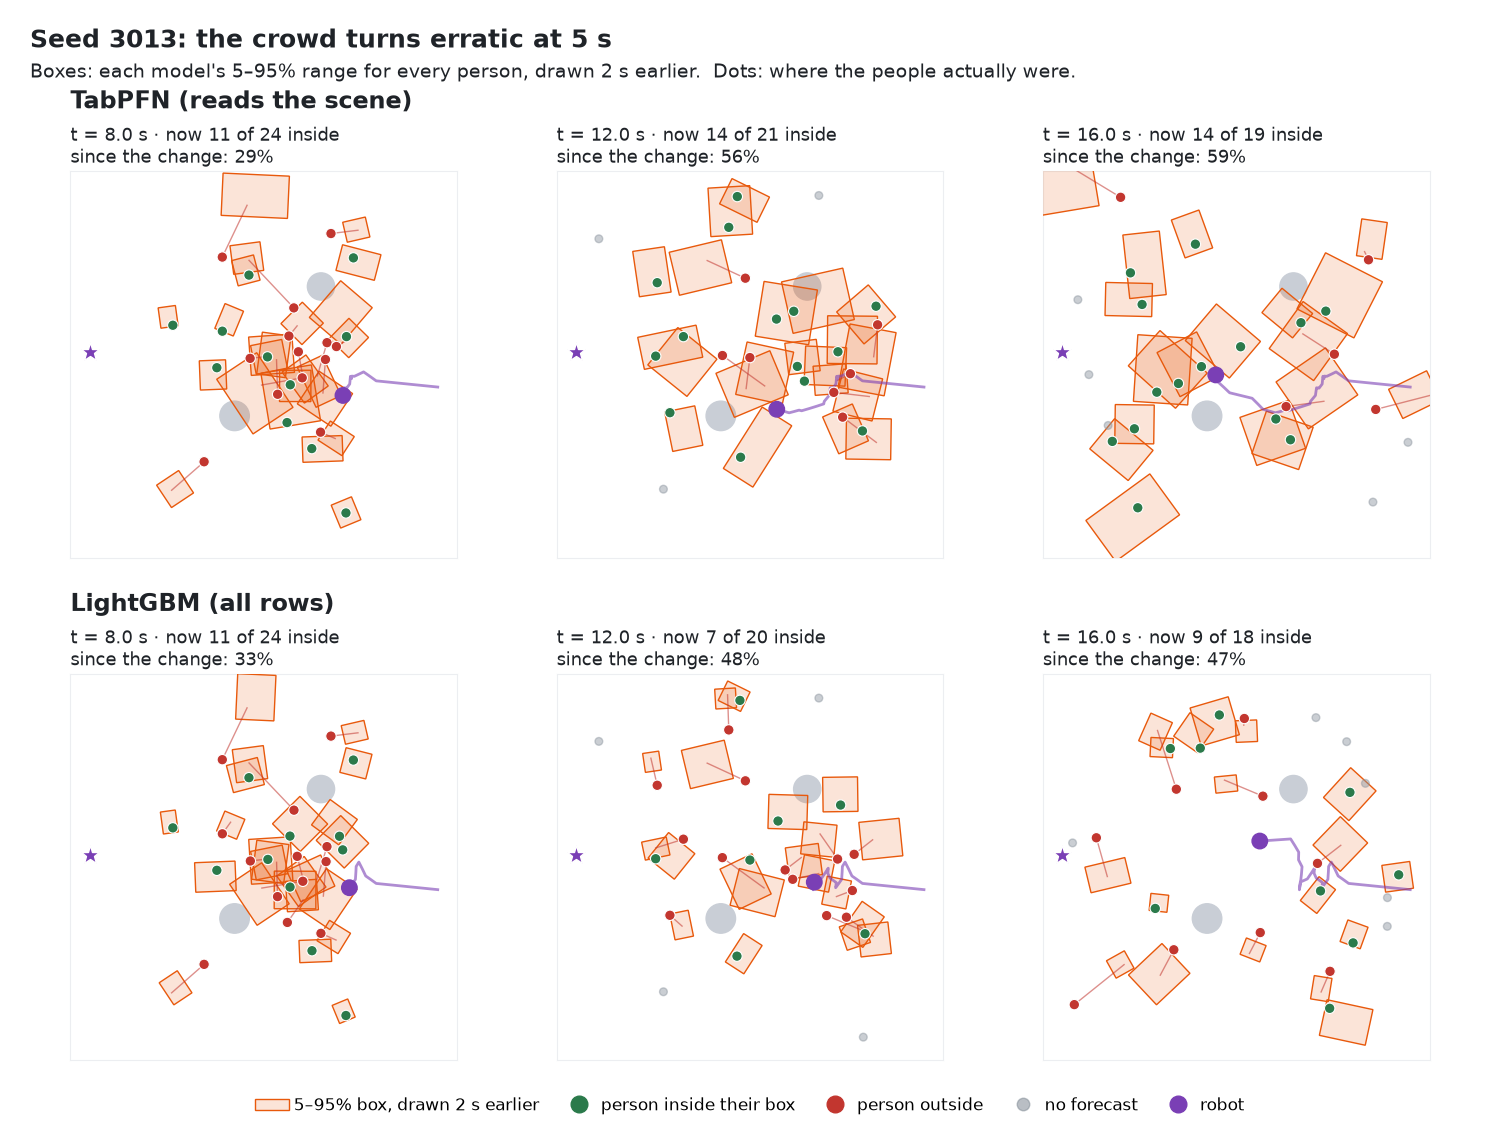 Seed 3013: the crowd turns erratic at 5 s
Boxes: each model's 5–95% range for every person, drawn 2 s earlier.  Dots: where the people actually were.
TabPFN (reads the scene)
t = 8.0 s · now 11 of 24 inside
since the change: 29%
t = 12.0 s · now 14 of 21 inside
since the change: 56%
t = 16.0 s · now 14 of 19 inside
since the change: 59%
LightGBM (all rows)
t = 8.0 s · now 11 of 24 inside
since the change: 33%
t = 12.0 s · now 7 of 20 inside
since the change: 48%
t = 16.0 s · now 9 of 18 inside
since the change: 47%
5–95% box, drawn 2 s earlier
person inside their box
person outside
no forecast
robot